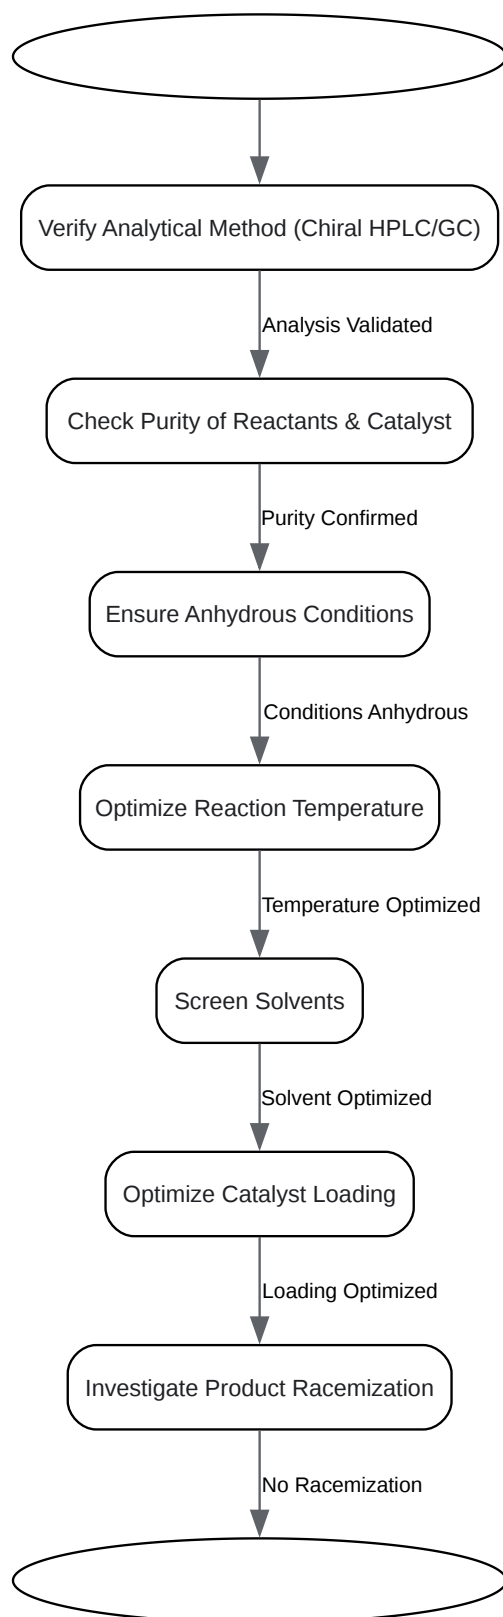 Verify Analytical Method (Chiral HPLC/GC)
Analysis Validated
Check Purity of Reactants & Catalyst
Purity Confirmed
Ensure Anhydrous Conditions
Conditions Anhydrous
Optimize Reaction Temperature
Temperature Optimized
Screen Solvents
Solvent Optimized
Optimize Catalyst Loading
Loading Optimized
Investigate Product Racemization
No Racemization